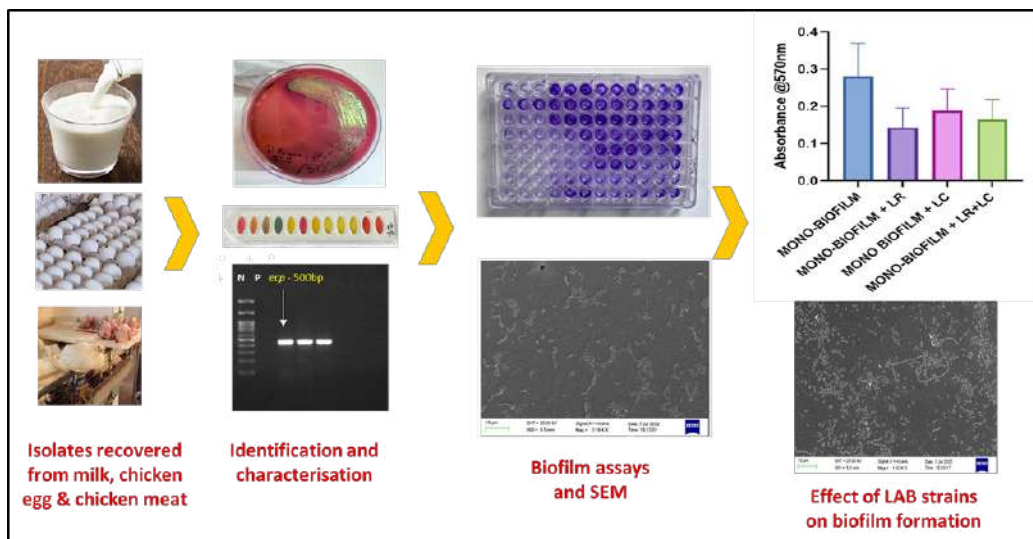 0.4
0.3
0.2
0.1
0.0
Absorbance @570nm
MONO-BIOFILM
MONO-BIOFILM + LR
MONO BIOFILM + LC
MONO-BIOFILM + LR+LC
N P ecp - 500bp
Isolates recovered
from milk, chicken
egg & chicken meat
Identification and
characterisation
Biofilm assays
and SEM
Effect of LAB strains
on biofilm formation